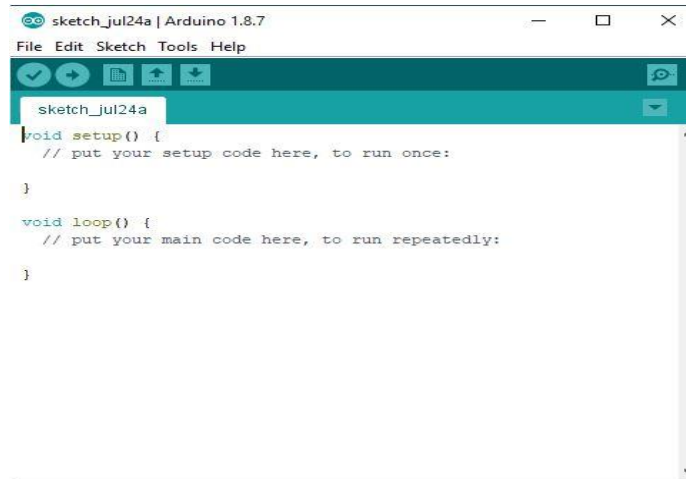 sketch_jul24a | Arduino 1.8.7
File Edit Sketch Tools Help
sketch_jul24a
void setup() {
// put your setup code here, to run once:
}
void loop() {
// put your main code here, to run repeatedly:
}